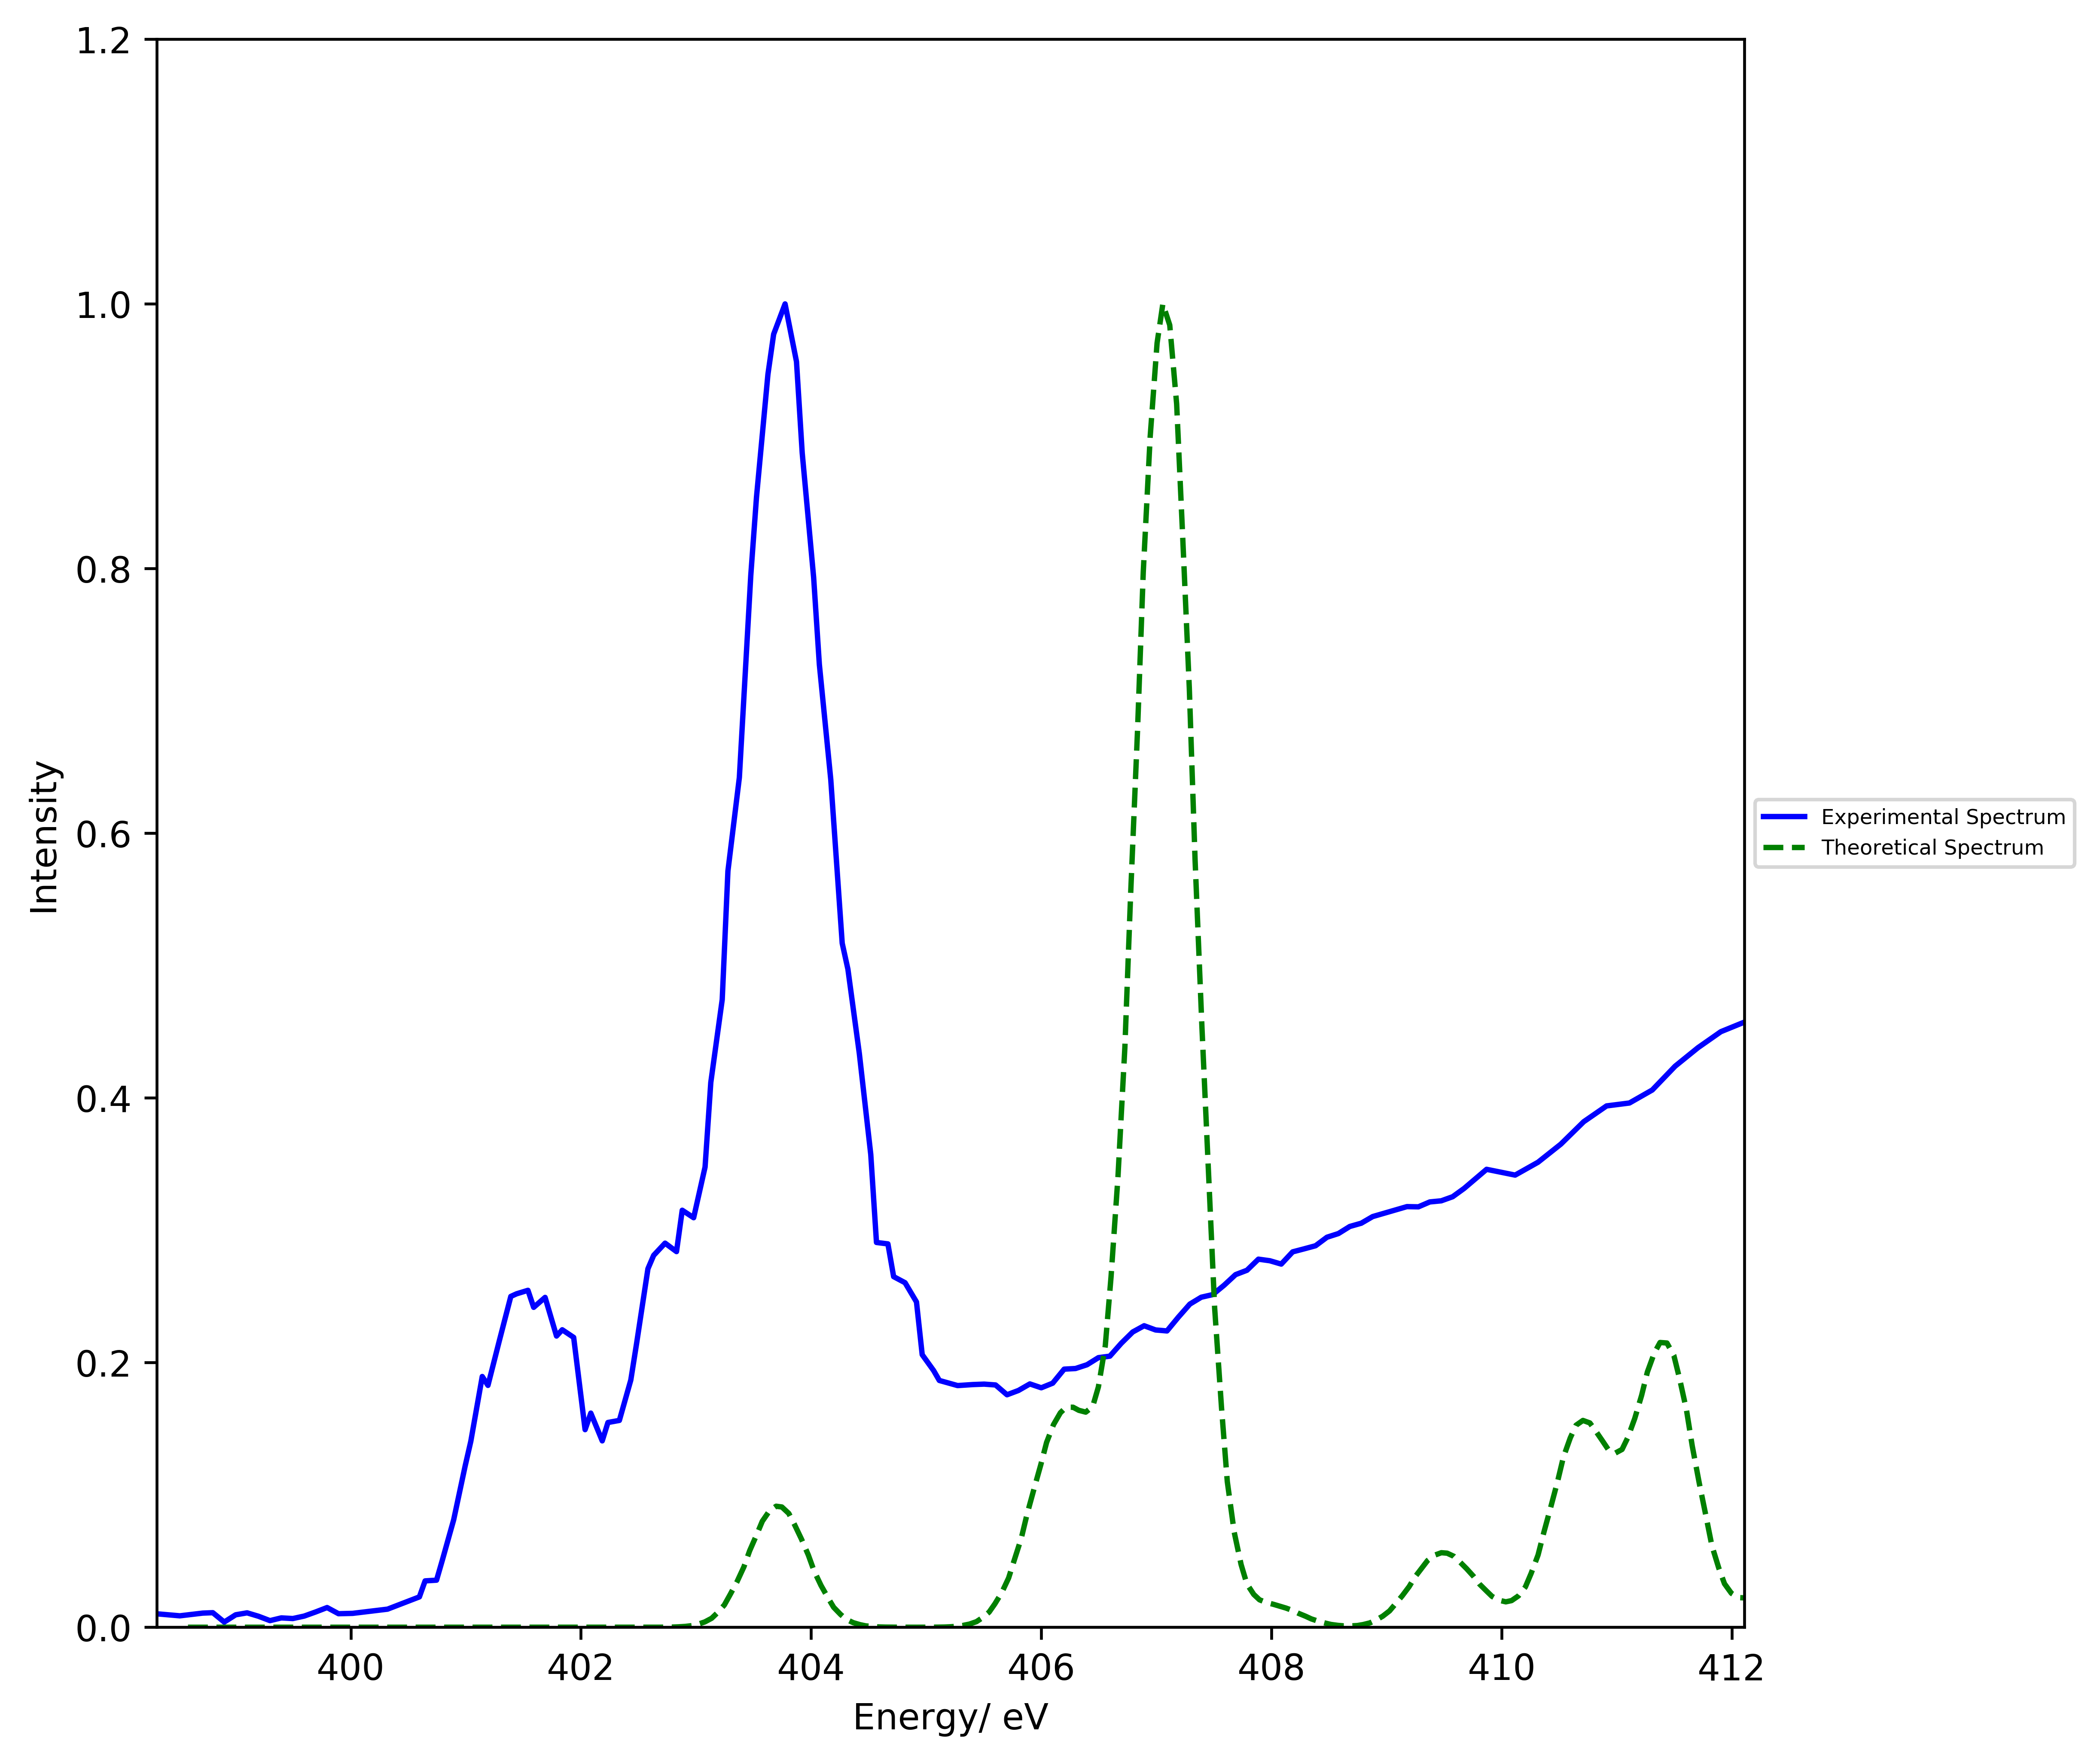 1.2
1.0
0.8
0.6
0.4
0.2
0.0
Intensity
400 402 404 406 408 410 412
Energy/ eV
Experimental Spectrum
Theoretical Spectrum